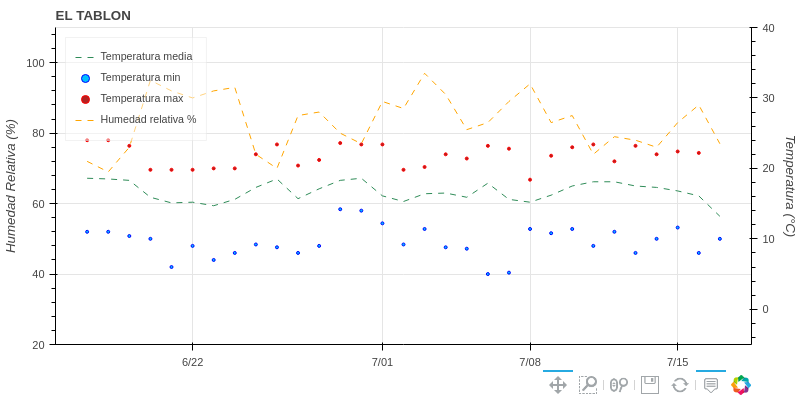 EL TABLON
Temperatura media
Temperatura min
Temperatura max
Humedad relativa %
Humedad Relativa (%)
100
80
60
40
20
40
30
20
10
0
Temperatura (°C)
6/22
7/01
7/08
7/15